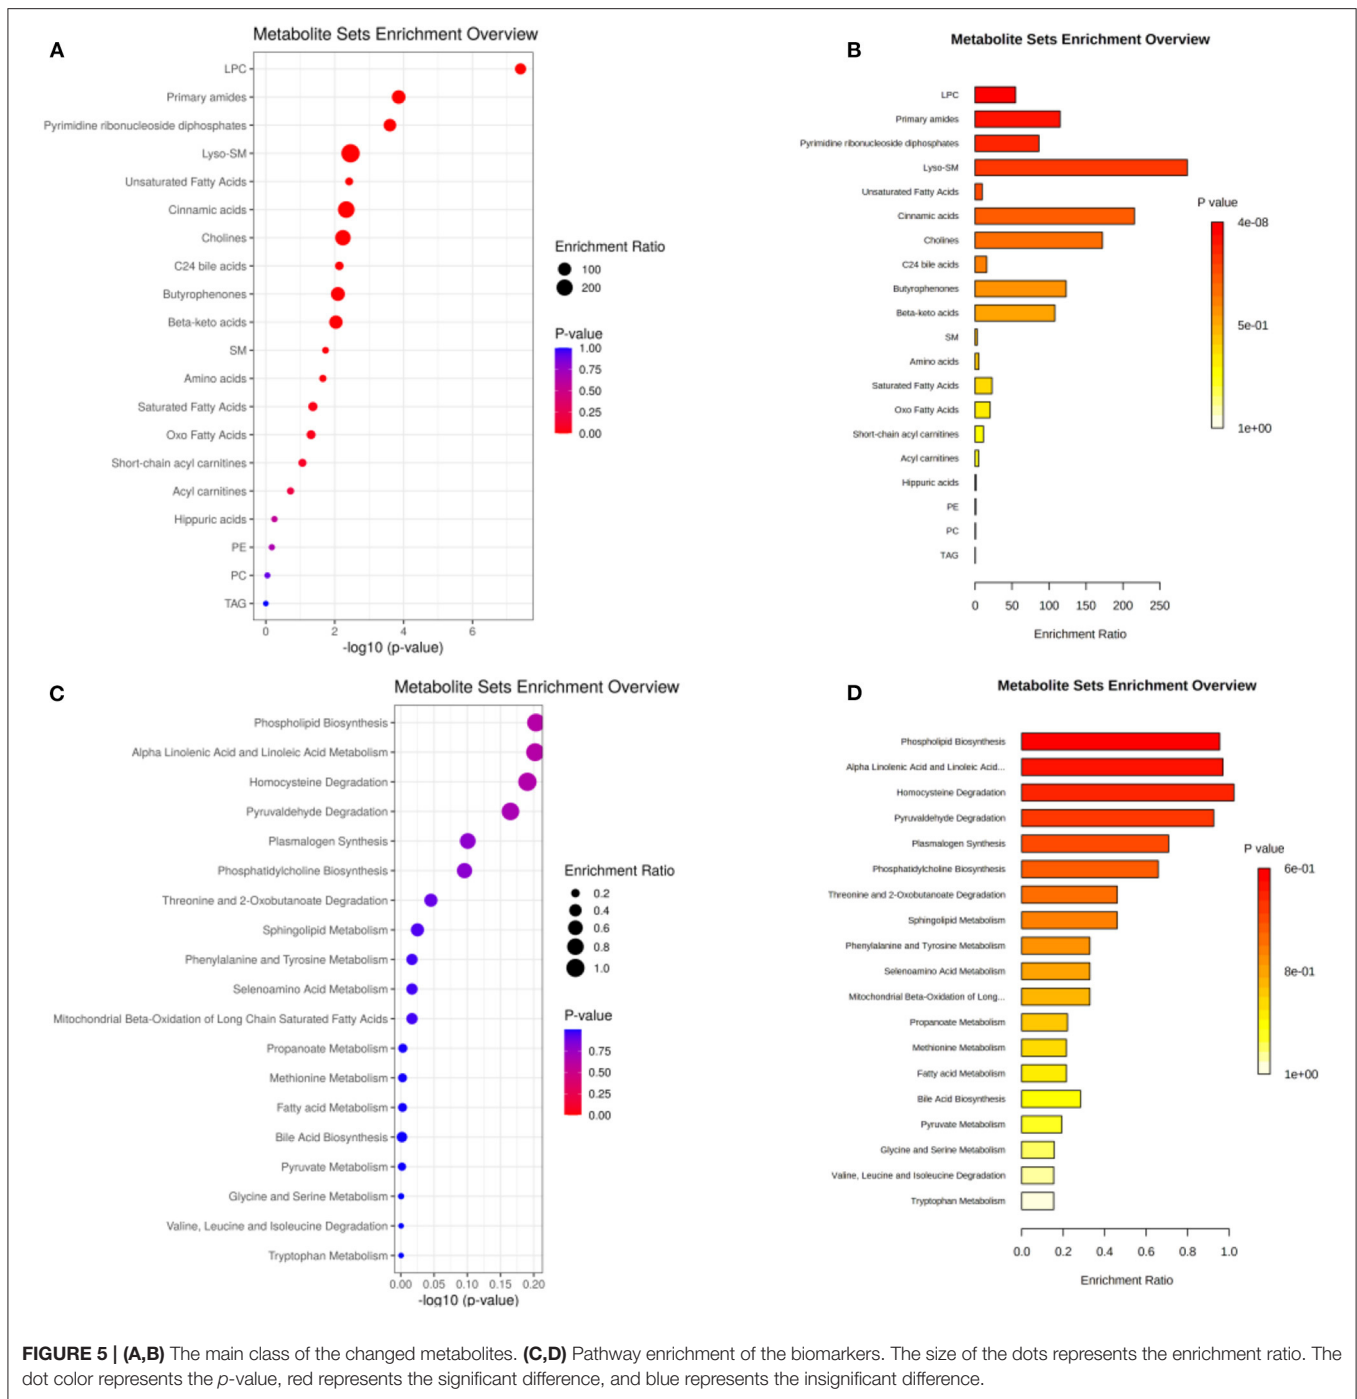 A
Metabolite Sets Enrichment Overview
LPC
Primary amides
Pyrimidine ribonucleoside diphosphates
Lyso-SM
Unsaturated Fatty Acids
Cinnamic acids
Cholines
C24 bile acids
Butyrophenones
Beta-keto acids
SM
Amino acids
Saturated Fatty Acids
Oxo Fatty Acids
Short-chain acyl carnitines
Acyl carnitines
Hippuric acids
PE
PC
TAG
0 2 4 6
-log10 (p-value)
Enrichment Ratio
100
200
P-value
1.00
0.75
0.50
0.25
0.00
B
Metabolite Sets Enrichment Overview
LPC
Primary amides
Pyrimidine ribonucleoside diphosphates
Lyso-SM
Unsaturated Fatty Acids
Cinnamic acids
Cholines
C24 bile acids
Butyrophenones
Beta-keto acids
SM
Amino acids
Saturated Fatty Acids
Oxo Fatty Acids
Short-chain acyl carnitines
Acyl carnitines
Hippuric acids
PE
PC
TAG
0 50 100 150 200 250
Enrichment Ratio
P value
4e-08
5e-01
1e+00
C
Metabolite Sets Enrichment Overview
Phospholipid Biosynthesis
Alpha Linolenic Acid and Linoleic Acid Metabolism
Homocysteine Degradation
Pyruvaldehyde Degradation
Plasmalogen Synthesis
Phosphatidylcholine Biosynthesis
Threonine and 2-Oxobutanoate Degradation
Sphingolipid Metabolism
Phenylalanine and Tyrosine Metabolism
Selenoamino Acid Metabolism
Mitochondrial Beta-Oxidation of Long Chain Saturated Fatty Acids
Propanoate Metabolism
Methionine Metabolism
Fatty acid Metabolism
Bile Acid Biosynthesis
Pyruvate Metabolism
Glycine and Serine Metabolism
Valine, Leucine and Isoleucine Degradation
Tryptophan Metabolism
0.00 0.05 0.10 0.15 0.20
-log10 (p-value)
Enrichment Ratio
0.2
0.4
0.6
0.8
1.0
P-value
0.75
0.50
0.25
0.00
D
Metabolite Sets Enrichment Overview
Phospholipid Biosynthesis
Alpha Linolenic Acid and Linoleic Acid...
Homocysteine Degradation
Pyruvaldehyde Degradation
Plasmalogen Synthesis
Phosphatidylcholine Biosynthesis
Threonine and 2-Oxobutanoate Degradation
Sphingolipid Metabolism
Phenylalanine and Tyrosine Metabolism
Selenoamino Acid Metabolism
Mitochondrial Beta-Oxidation of Long...
Propanoate Metabolism
Methionine Metabolism
Fatty acid Metabolism
Bile Acid Biosynthesis
Pyruvate Metabolism
Glycine and Serine Metabolism
Valine, Leucine and Isoleucine Degradation
Tryptophan Metabolism
0.0 0.2 0.4 0.6 0.8 1.0
Enrichment Ratio
P value
6e-01
8e-01
1e+00
FIGURE 5 | (A,B) The main class of the changed metabolites. (C,D) Pathway enrichment of the biomarkers. The size of the dots represents the enrichment ratio. The
dot color represents the p-value, red represents the significant difference, and blue represents the insignificant difference.